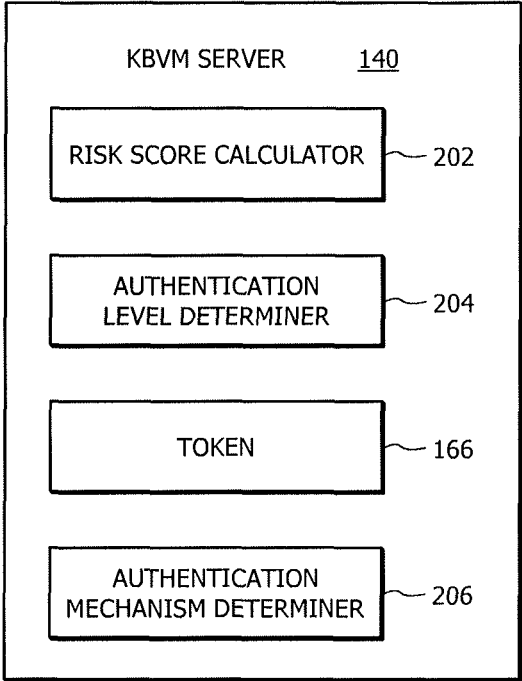 KBVM SERVER 140
RISK SCORE CALCULATOR 202
AUTHENTICATION
LEVEL DETERMINER 204
TOKEN 166
AUTHENTICATION
MECHANISM DETERMINER 206